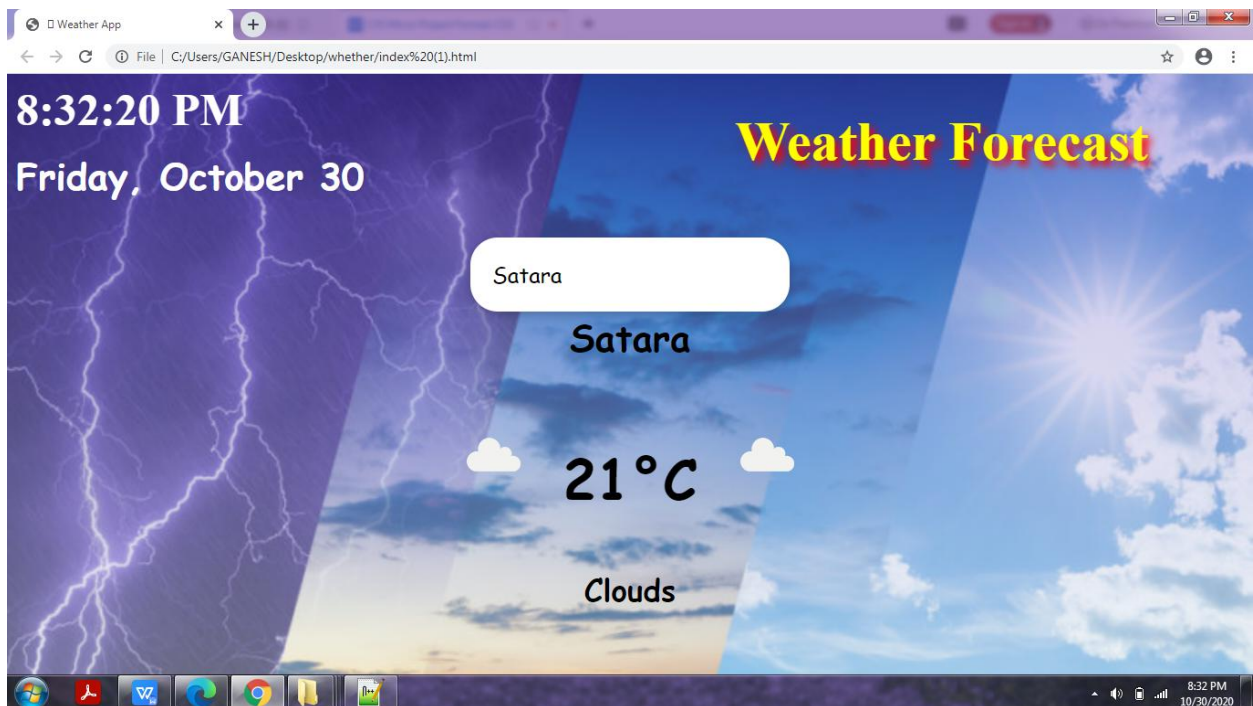 Weather App
File | C:/Users/GANESH/Desktop/whether/index%20(1).html
8:32:20 PM
Weather Forecast
Friday, October 30
Satara
Satara
21°C
Clouds
8:32 PM
10/30/2020